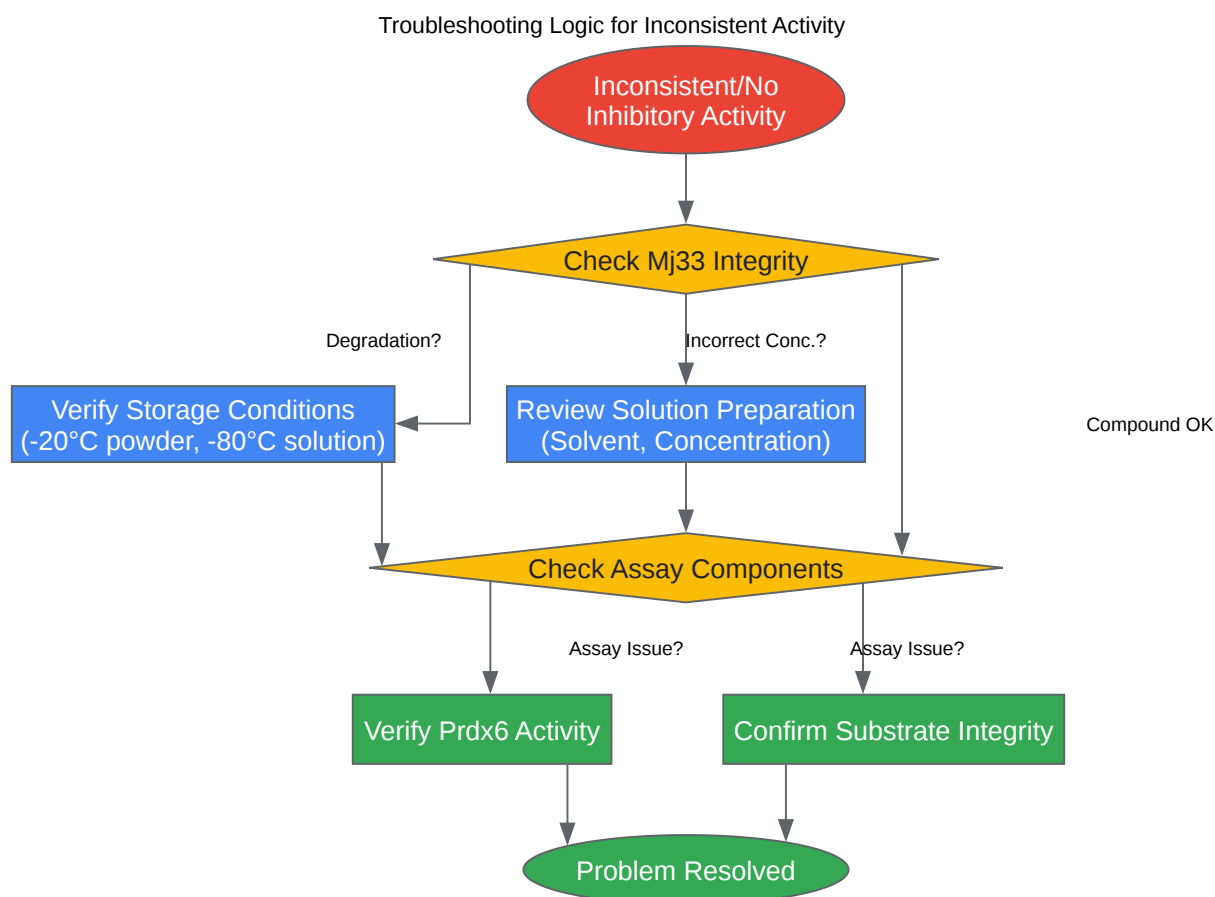 Troubleshooting Logic for Inconsistent Activity
Inconsistent/No
Inhibitory Activity
Check Mj33 Integrity
Degradation?
Incorrect Conc.?
Verify Storage Conditions
(-20°C powder, -80°C solution)
Review Solution Preparation
(Solvent, Concentration)
Compound OK
Check Assay Components
Assay Issue?
Assay Issue?
Verify Prdx6 Activity
Confirm Substrate Integrity
Problem Resolved